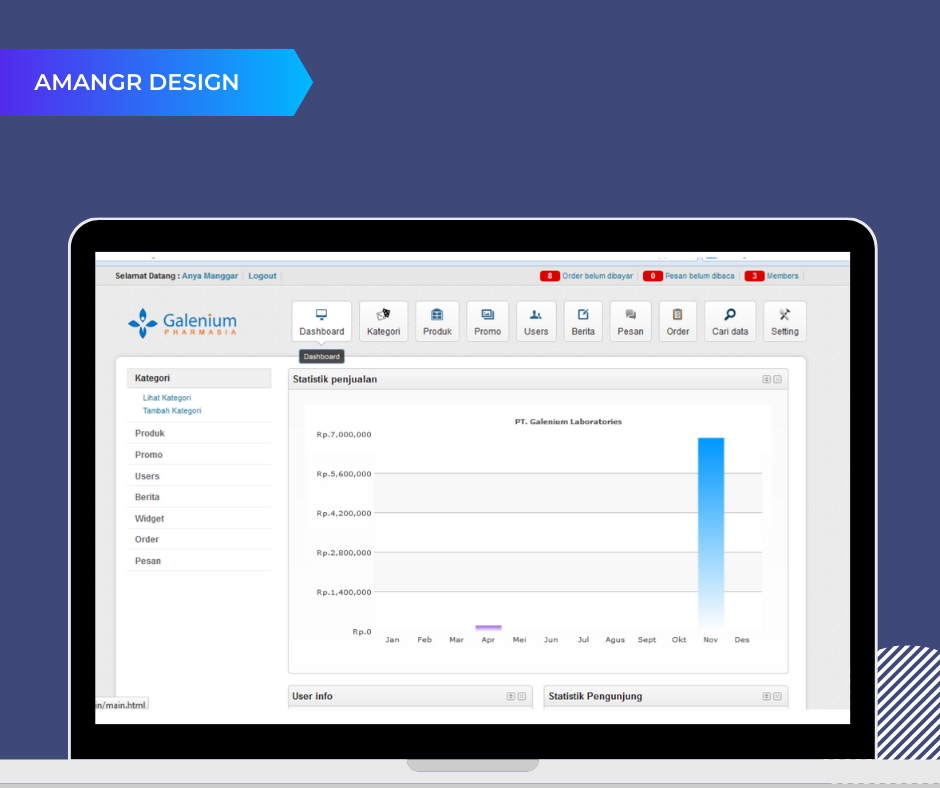 AMANGR DESIGN
Selamat Datang : Anya Manggar | Logout |
8 Order belum dibayar | 0 Pesan belum dibaca | 3 Members
Galenium
PHARMASIA
Dashboard Kategori Produk Promo Users Berita Pesan Order Cari data Setting
Dashboard
Kategori
Lihat Kategori
Tambah Kategori
Produk
Promo
Users
Berita
Widget
Order
Pesan
Statistik penjualan
PT. Galenium Laboratories
Rp.7,000,000
Rp.5,600,000
Rp.4,200,000
Rp.2,800,000
Rp.1,400,000
Rp.0
Jan Feb Mar Apr Mei Jun Jul Agus Sept Okt Nov Des
User info
Statistik Pengunjung
in/main.html